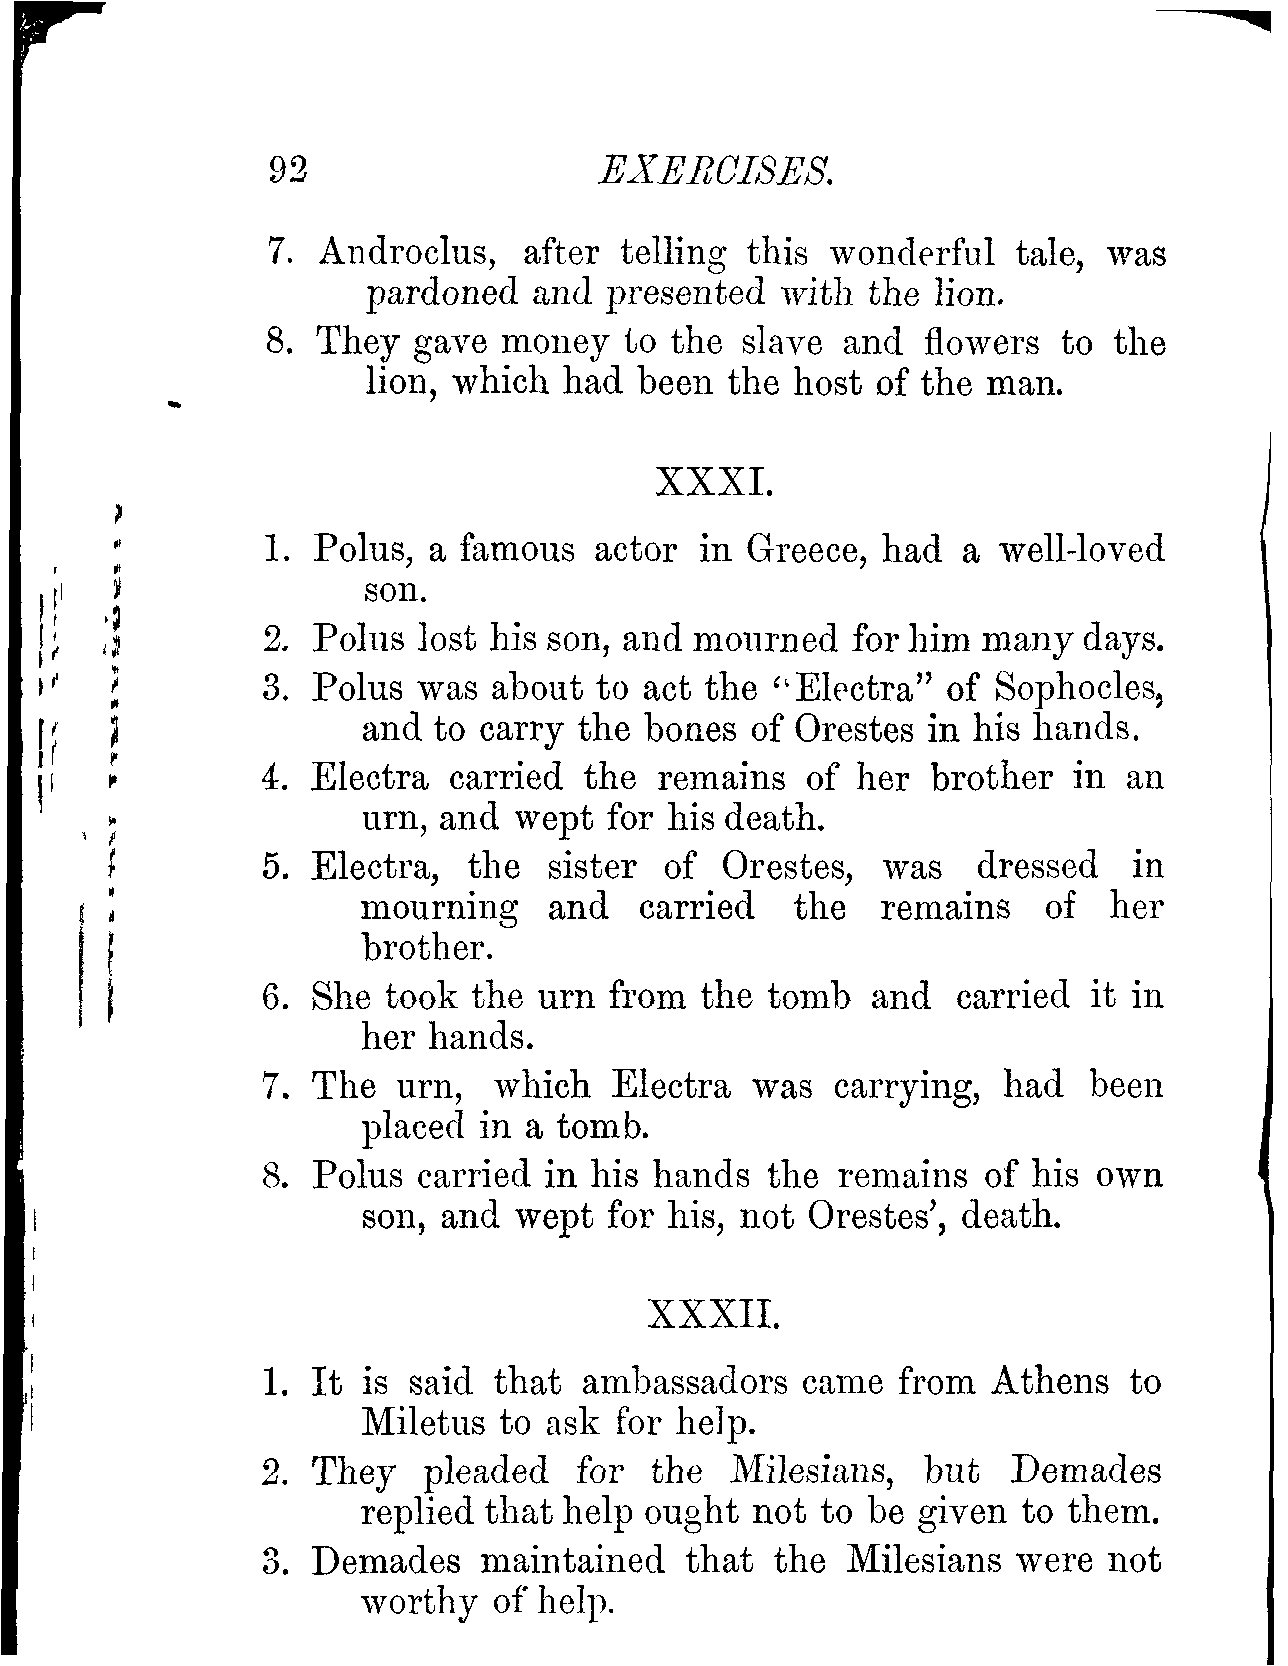 92 EXERCISES.
7. Androclus, after telling this wonderful tale, was
pardoned and presented with the lion.
8. They gave money to the slave and flowers to the
lion, which had been the host of the man.
XXXI.
1. Polus, a famous actor in Greece, had a well-loved
son.
2. Polus lost his son, and mourned for him many days.
3. Polus was about to act the "Electra" of Sophocles,
and to carry the bones of Orestes in his hands.
4. Electra carried the remains of her brother in an
urn, and wept for his death.
5. Electra, the sister of Orestes, was dressed in
mourning and carried the remains of her
brother.
6. She took the urn from the tomb and carried it in
her hands.
7. The urn, which Electra was carrying, had been
placed in a tomb.
8. Polus carried in his hands the remains of his own
son, and wept for his, not Orestes', death.
XXXII.
1. It is said that ambassadors came from Athens to
Miletus to ask for help.
2. They pleaded for the Milesians, but Demades
replied that help ought not to be given to them.
3. Demades maintained that the Milesians were not
worthy of help.